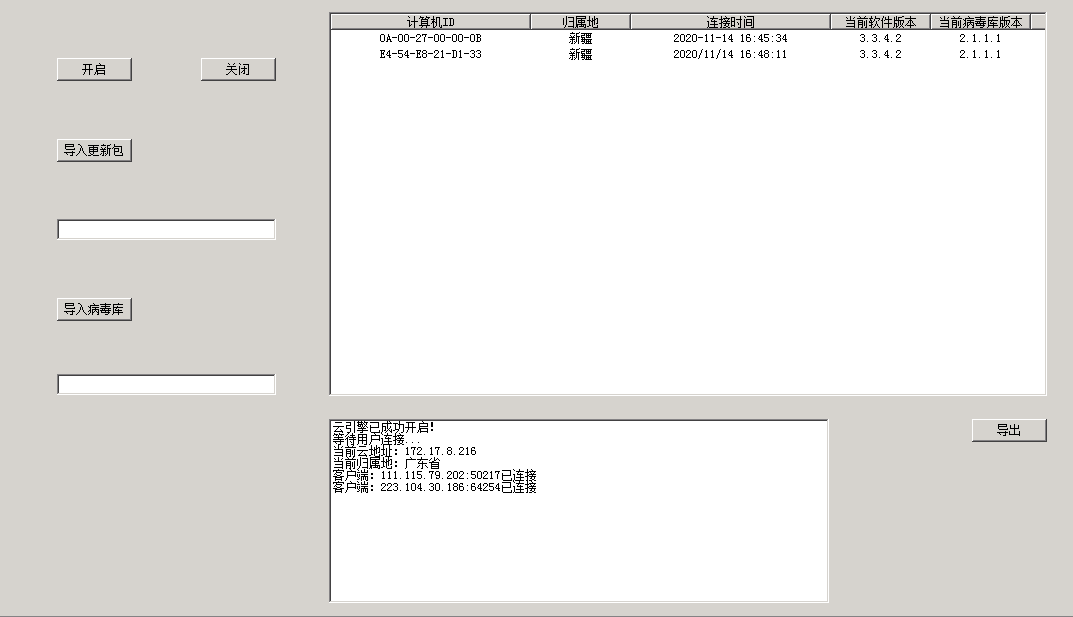 计算机ID 归属地 连接时间 当前软件版本 当前病毒库版本
0A-00-27-00-00-0B 新疆 2020-11-14 16:45:34 3.3.4.2 2.1.1.1
E4-54-E8-21-D1-33 新疆 2020/11/14 16:48:11 3.3.4.2 2.1.1.1
开启 关闭
导入更新包
导入病毒库
云引擎已成功开启!
等待用户连接...
当前云地址: 172.17.8.216
当前归属地: 广东省
客户端: 111.115.79.202:50217已连接
客户端: 223.104.30.186:64254已连接
导出